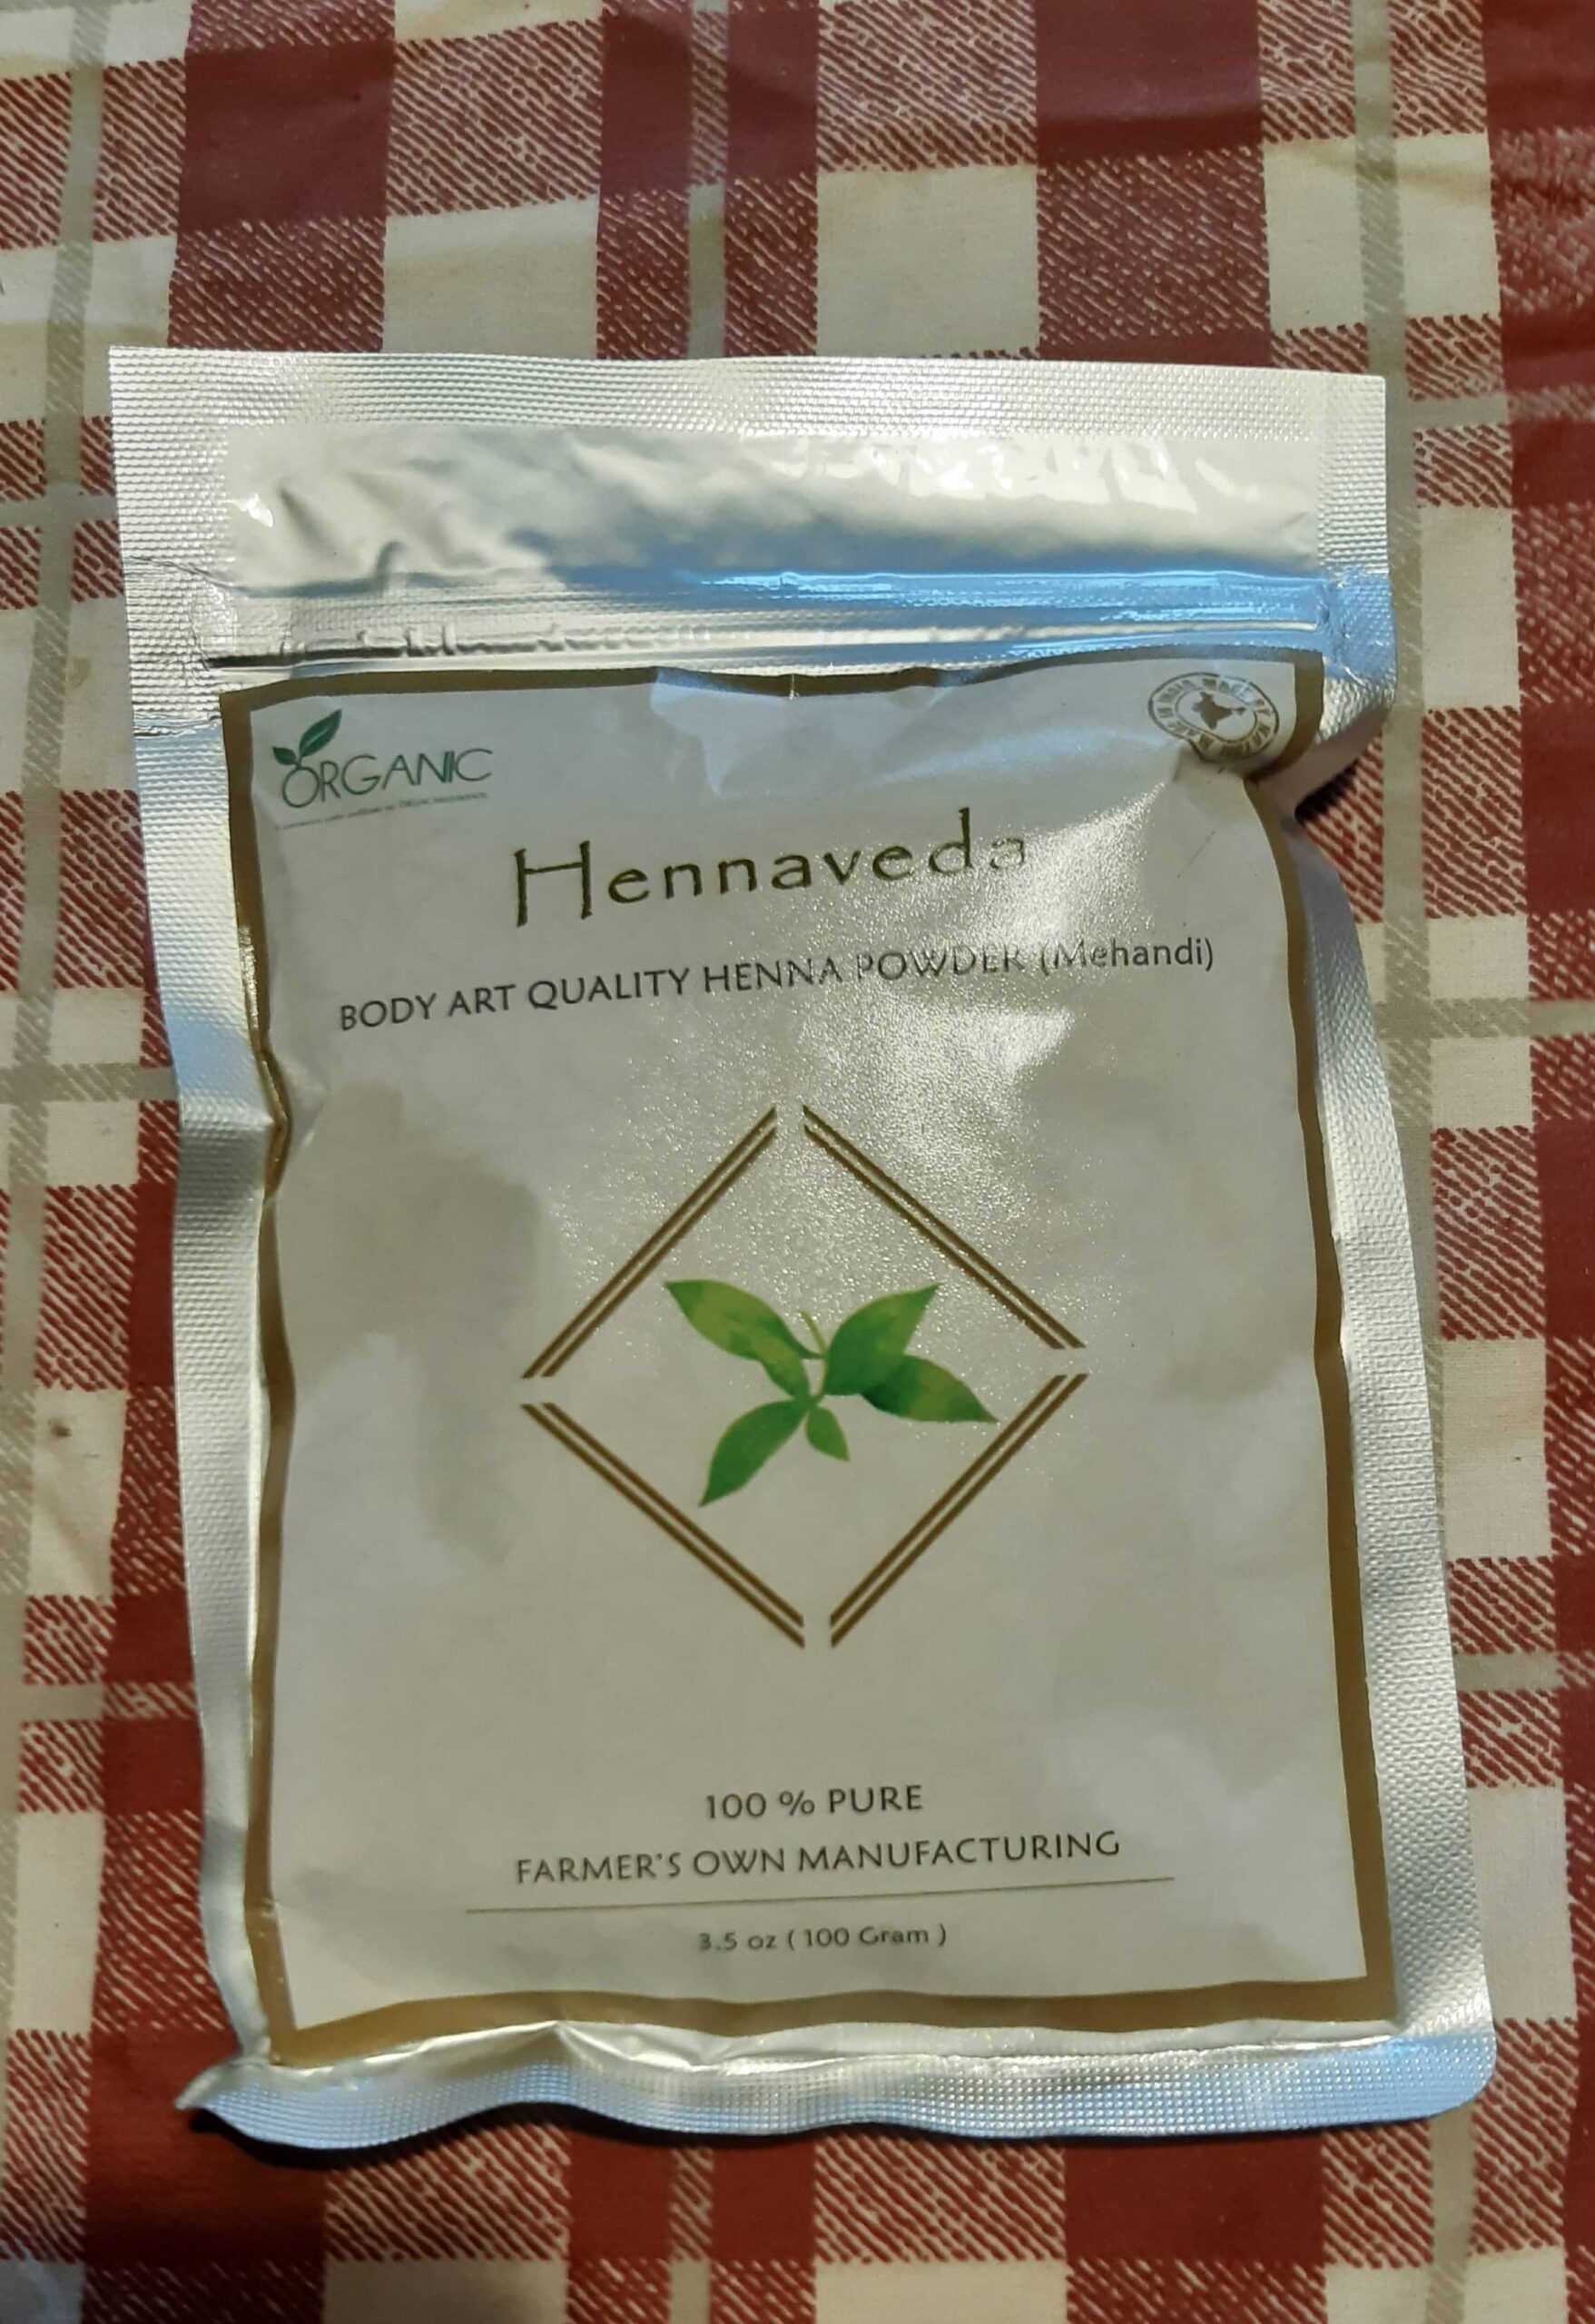 ORGANIC
Hennaveda
BODY ART QUALITY HENNA POWDER (Mehandi)
100 % PURE
FARMER'S OWN MANUFACTURING
3.5 oz ( 100 Gram )